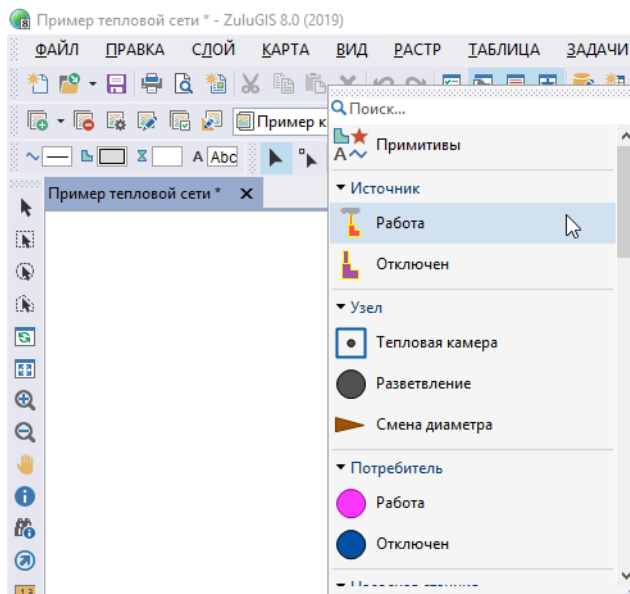 Пример тепловой сети * - ZuluGIS 8.0 (2019)
ФАЙЛ ПРАВКА СЛОЙ КАРТА ВИД РАСТР ТАБЛИЦА ЗАДАЧИ
Пример к
A Abc
Пример тепловой сети * X
Поиск...
Примитивы
Источник
Работа
Отключен
Узел
Тепловая камера
Разветвление
Смена диаметра
Потребитель
Работа
Отключен